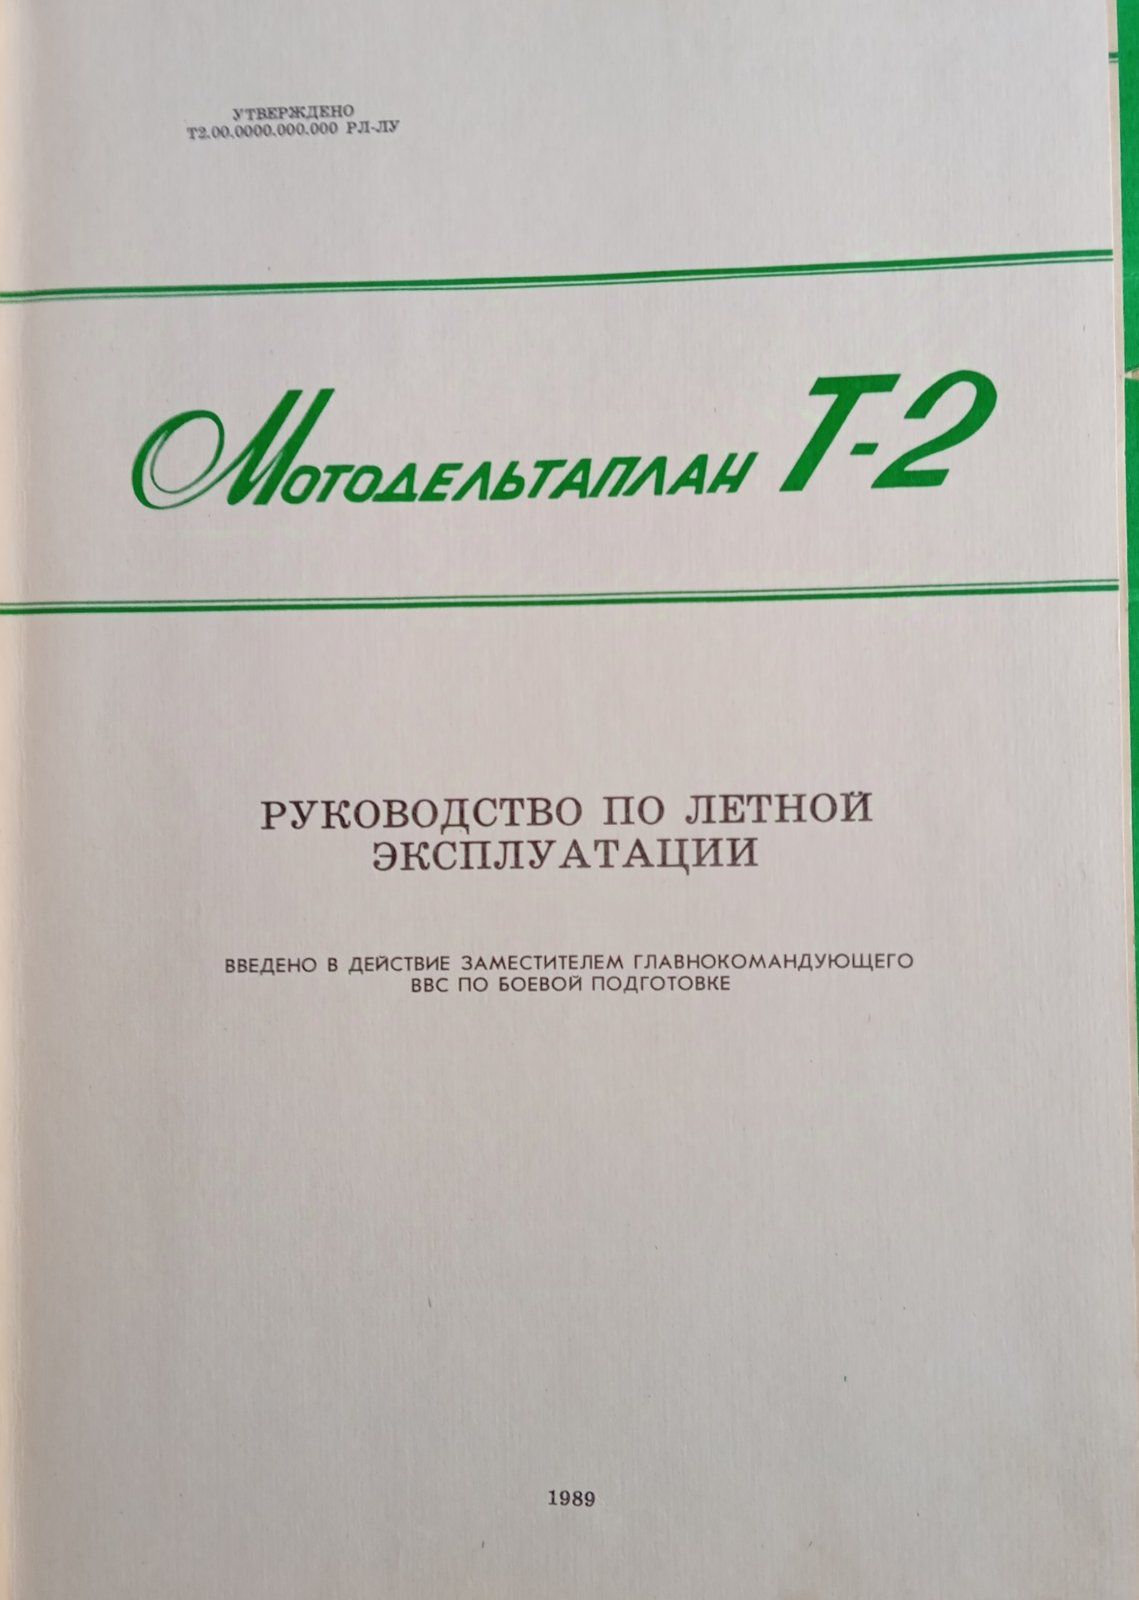 УТВЕРЖДЕНО
Т2.00.0000.000.000 РЛ-ЛУ
Мотодельтаплан Т-2
РУКОВОДСТВО ПО ЛЕТНОЙ
ЭКСПЛУАТАЦИИ
ВВЕДЕНО В ДЕЙСТВИЕ ЗАМЕСТИТЕЛЕМ ГЛАВНОКОМАНДУЮЩЕГО
ВВС ПО БОЕВОЙ ПОДГОТОВКЕ
1989